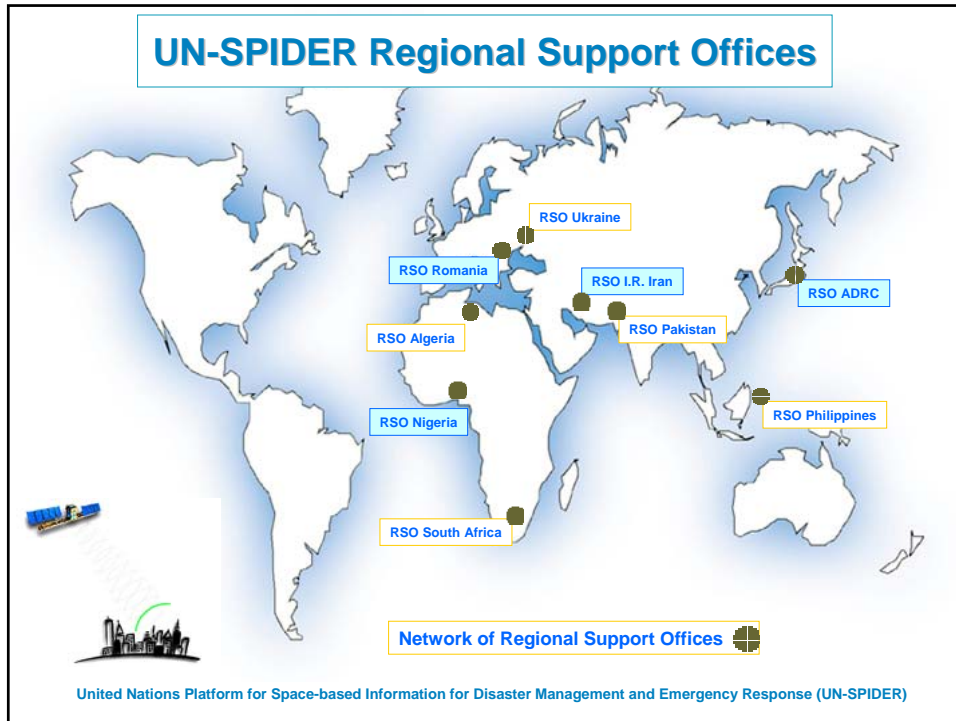 UN-SPIDER Regional Support Offices
RSO Ukraine
RSO Romania
RSO I.R. Iran
RSO ADRC
RSO Pakistan
RSO Algeria
RSO Philippines
RSO Nigeria
RSO South Africa
Network of Regional Support Offices
United Nations Platform for Space-based Information for Disaster Management and Emergency Response (UN-SPIDER)